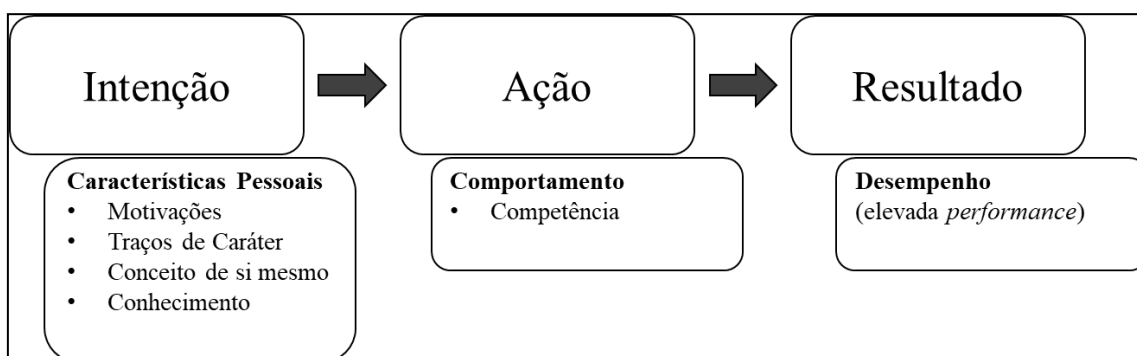 Intenção
Ação
Resultado
Características Pessoais
• Motivações
• Traços de Caráter
• Conceito de si mesmo
• Conhecimento
Comportamento
• Competência
Desempenho
(elevada performance)